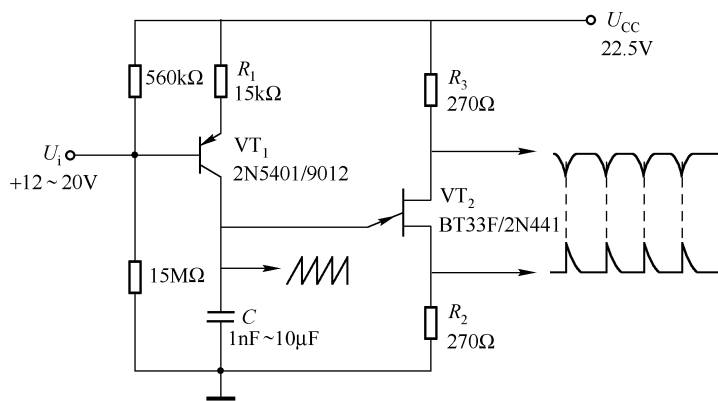 U_CC
22.5V
560kΩ
R_1
15kΩ
R_3
270Ω
U_i
+12～20V
VT_1
2N5401/9012
VT_2
BT33F/2N441
15MΩ
C
1nF～10μF
R_2
270Ω